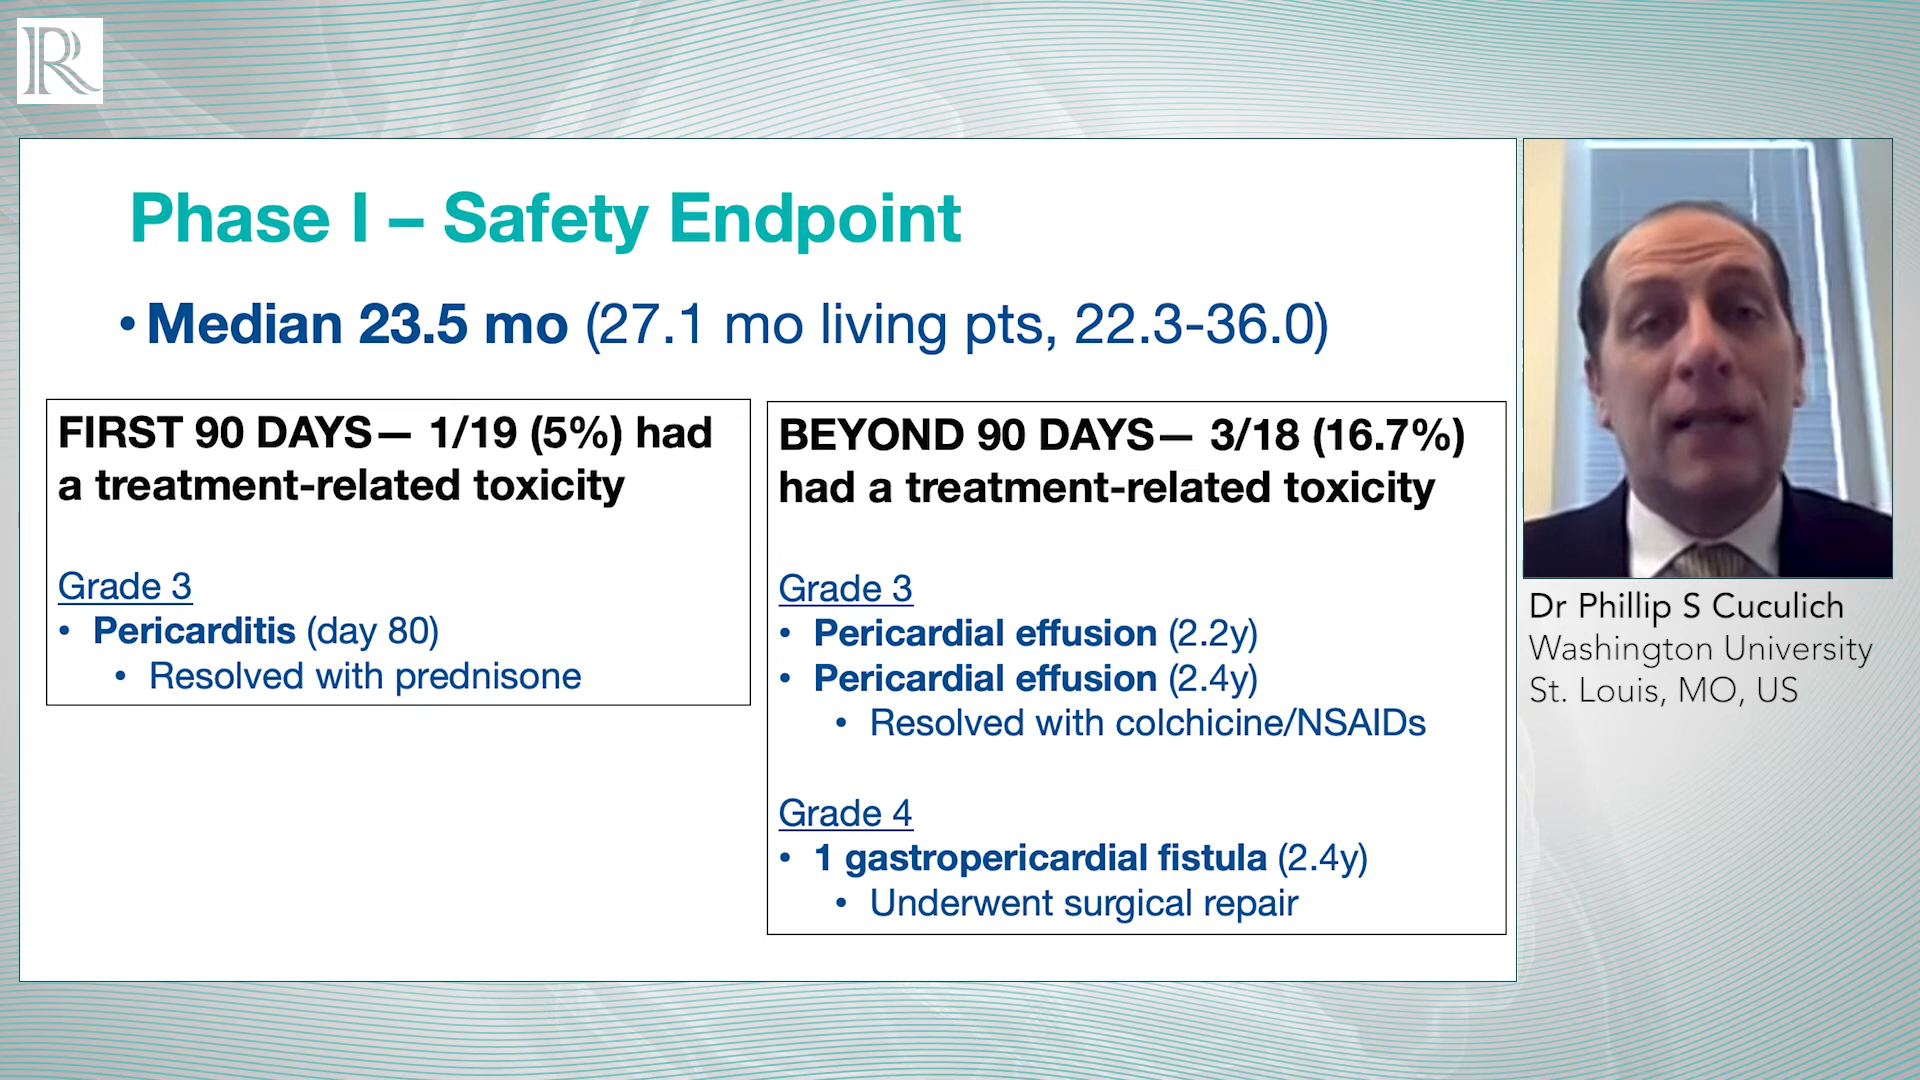 R
Phase I – Safety Endpoint
• Median 23.5 mo (27.1 mo living pts, 22.3-36.0)
FIRST 90 DAYS— 1/19 (5%) had
a treatment-related toxicity
Grade 3
• Pericarditis (day 80)
• Resolved with prednisone
BEYOND 90 DAYS— 3/18 (16.7%)
had a treatment-related toxicity
Grade 3
• Pericardial effusion (2.2y)
• Pericardial effusion (2.4y)
• Resolved with colchicine/NSAIDs
Grade 4
• 1 gastropericardial fistula (2.4y)
• Underwent surgical repair
Dr Phillip S Cuculich
Washington University
St. Louis, MO, US